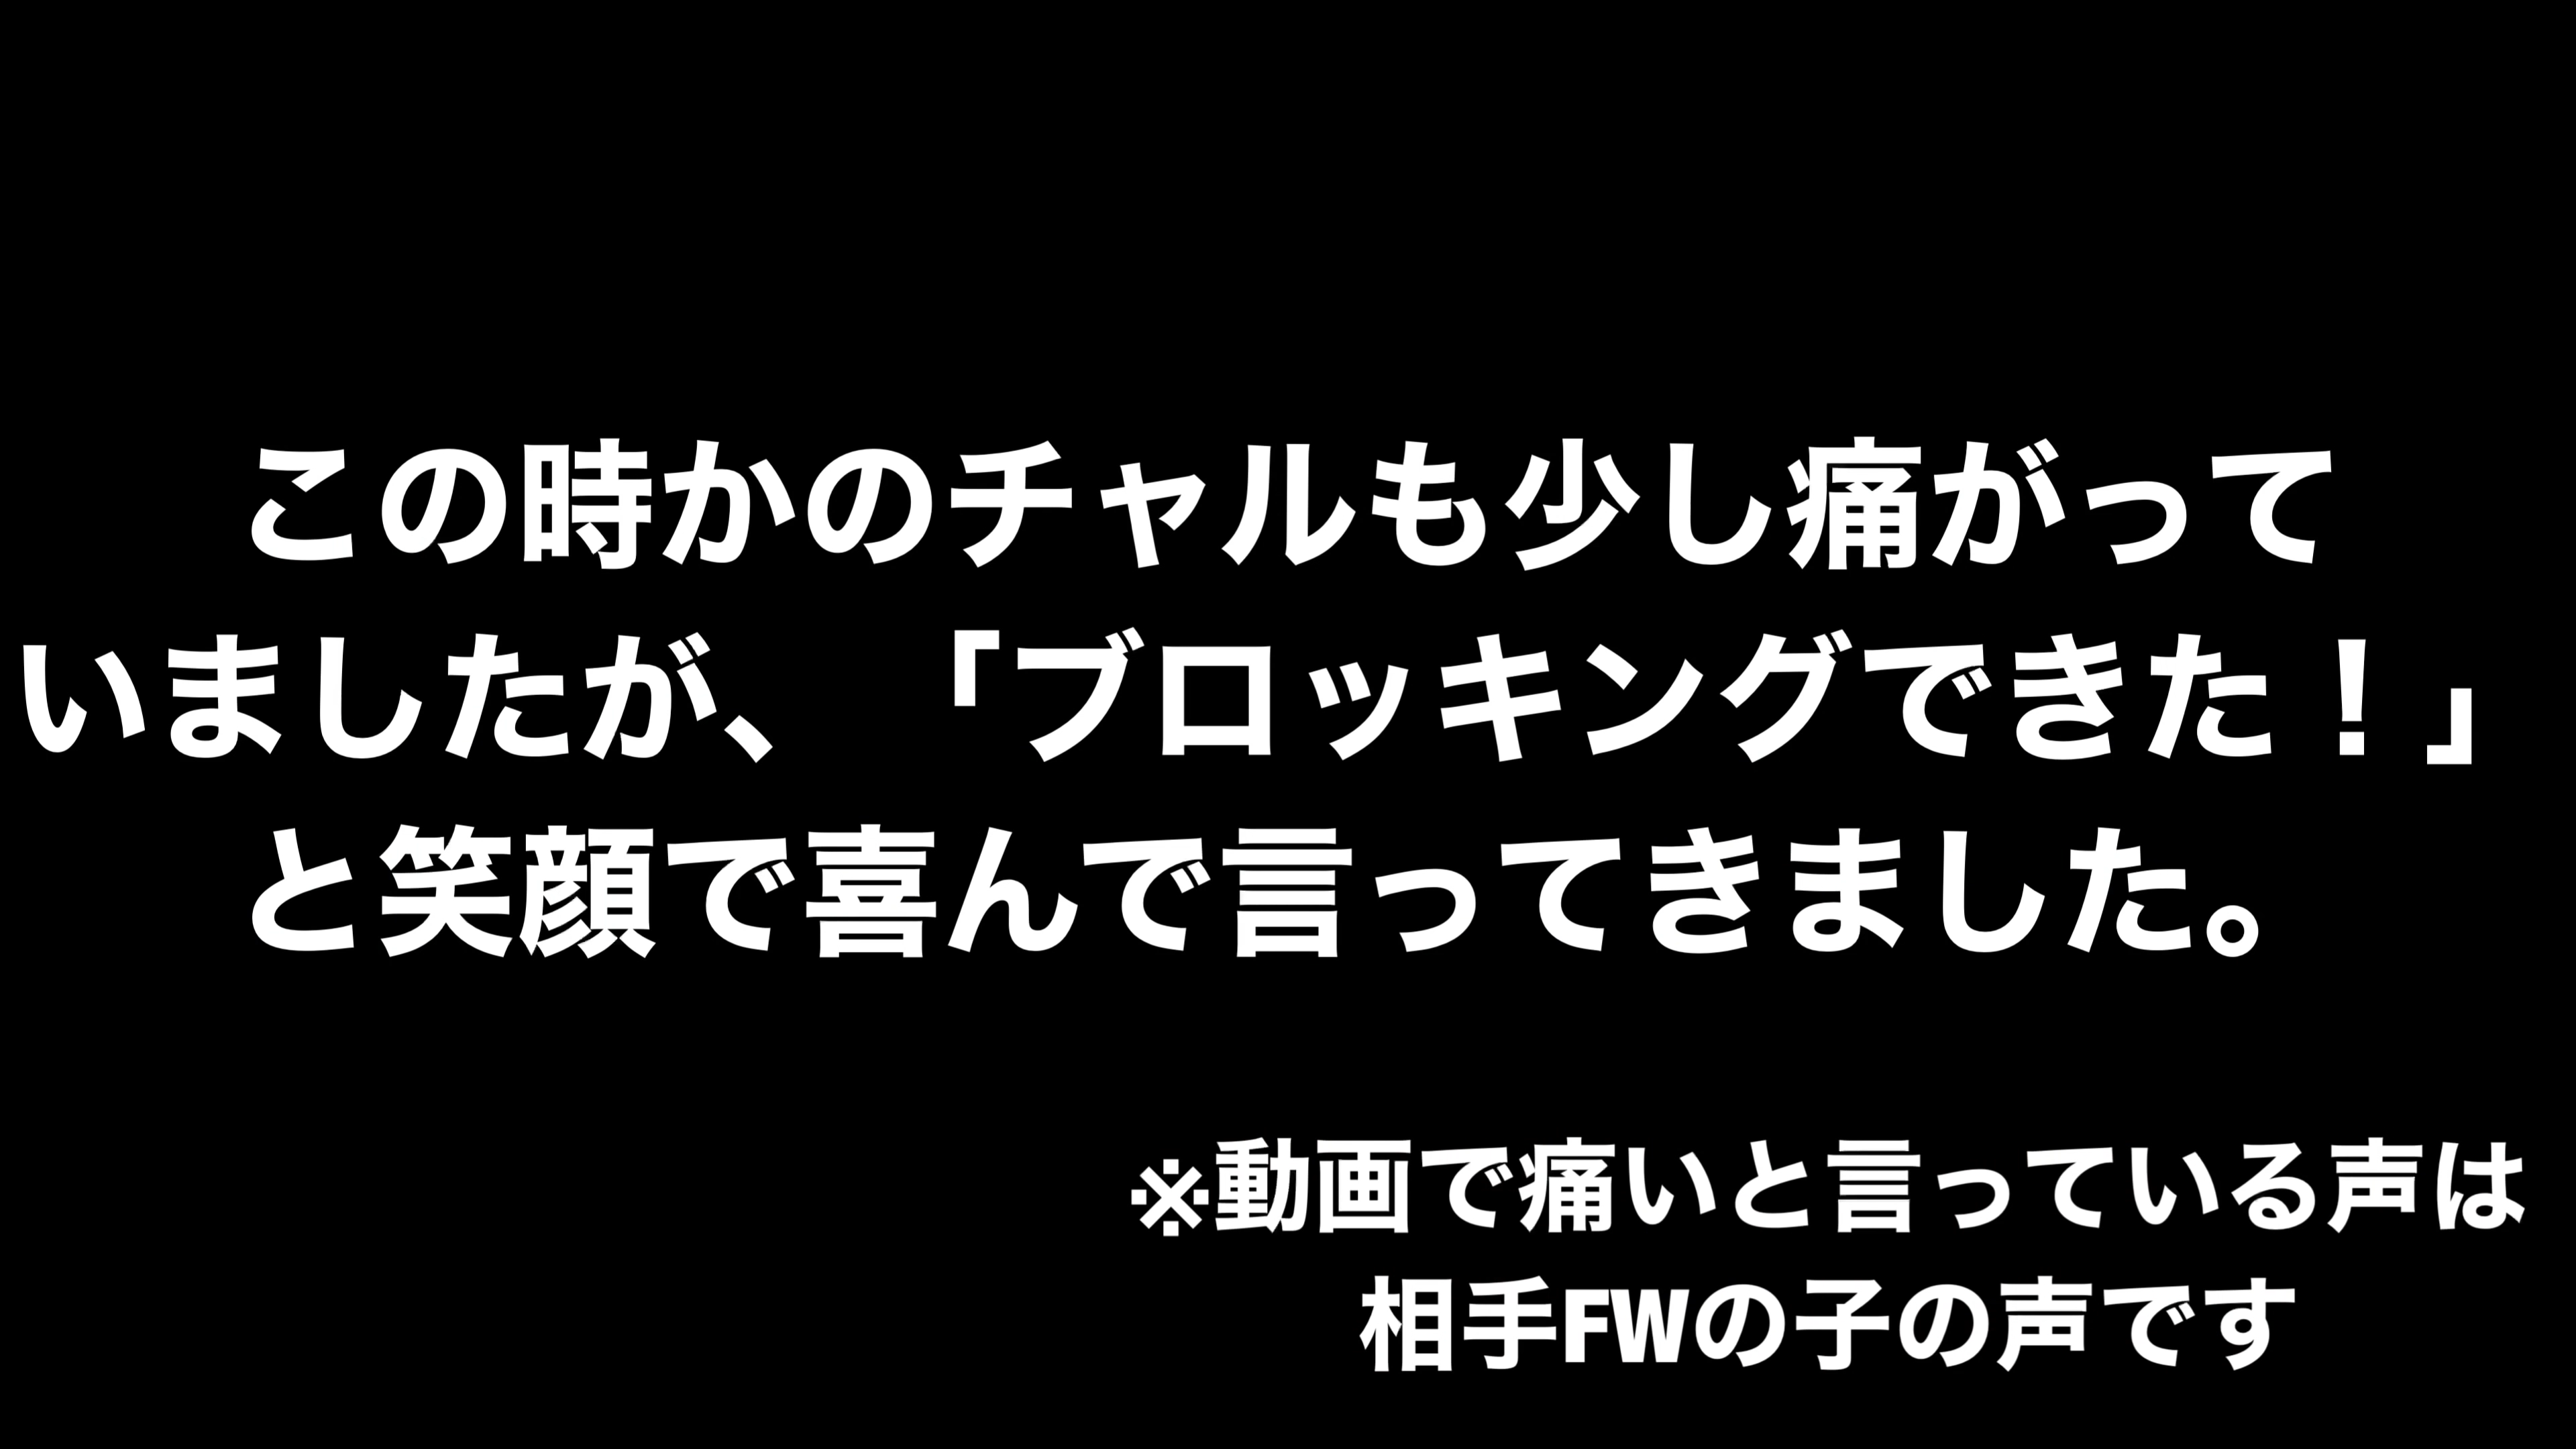 この時かのチャルも少し痛がって
いましたが、「ブロッキングできた！」
と笑顔で喜んで言ってきました。
※動画で痛いと言っている声は
相手FWの子の声です